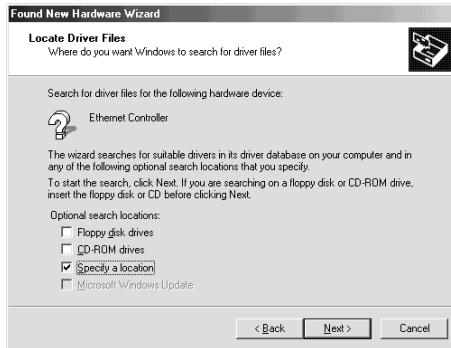 Found New Hardware Wizard
Locate Driver Files
Where do you want Windows to search for driver files?
Search for driver files for the following hardware device:
Ethernet Controller
The wizard searches for suitable drivers in its driver database on your computer and in
any of the following optional search locations that you specify.
To start the search, click Next. If you are searching on a floppy disk or CD-ROM drive,
insert the floppy disk or CD before clicking Next.
Optional search locations:
Floppy disk drives
CD-ROM drives
Specify a location
Microsoft Windows Update
< Back Next > Cancel